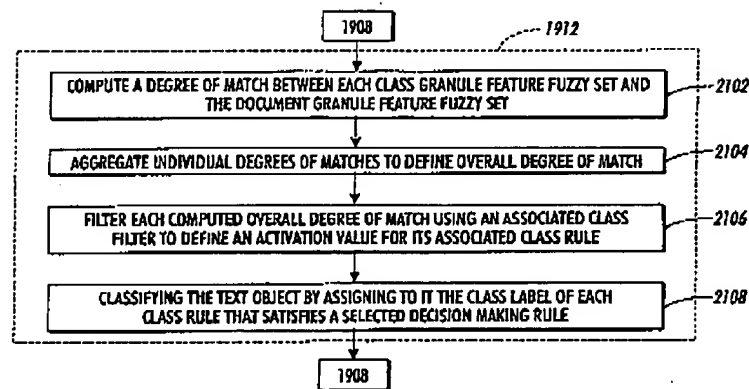 1908
1912
COMPUTE A DEGREE OF MATCH BETWEEN EACH CLASS GRANULE FEATURE FUZZY SET AND
THE DOCUMENT GRANULE FEATURE FUZZY SET
2102
AGGREGATE INDIVIDUAL DEGREES OF MATCHES TO DEFINE OVERALL DEGREE OF MATCH
2104
FILTER EACH COMPUTED OVERALL DEGREE OF MATCH USING AN ASSOCIATED CLASS
FILTER TO DEFINE AN ACTIVATION VALUE FOR ITS ASSOCIATED CLASS RULE
2106
CLASSIFYING THE TEXT OBJECT BY ASSIGNING TO IT THE CLASS LABEL OF EACH
CLASS RULE THAT SATISFIES A SELECTED DECISION MAKING RULE
2108
1908